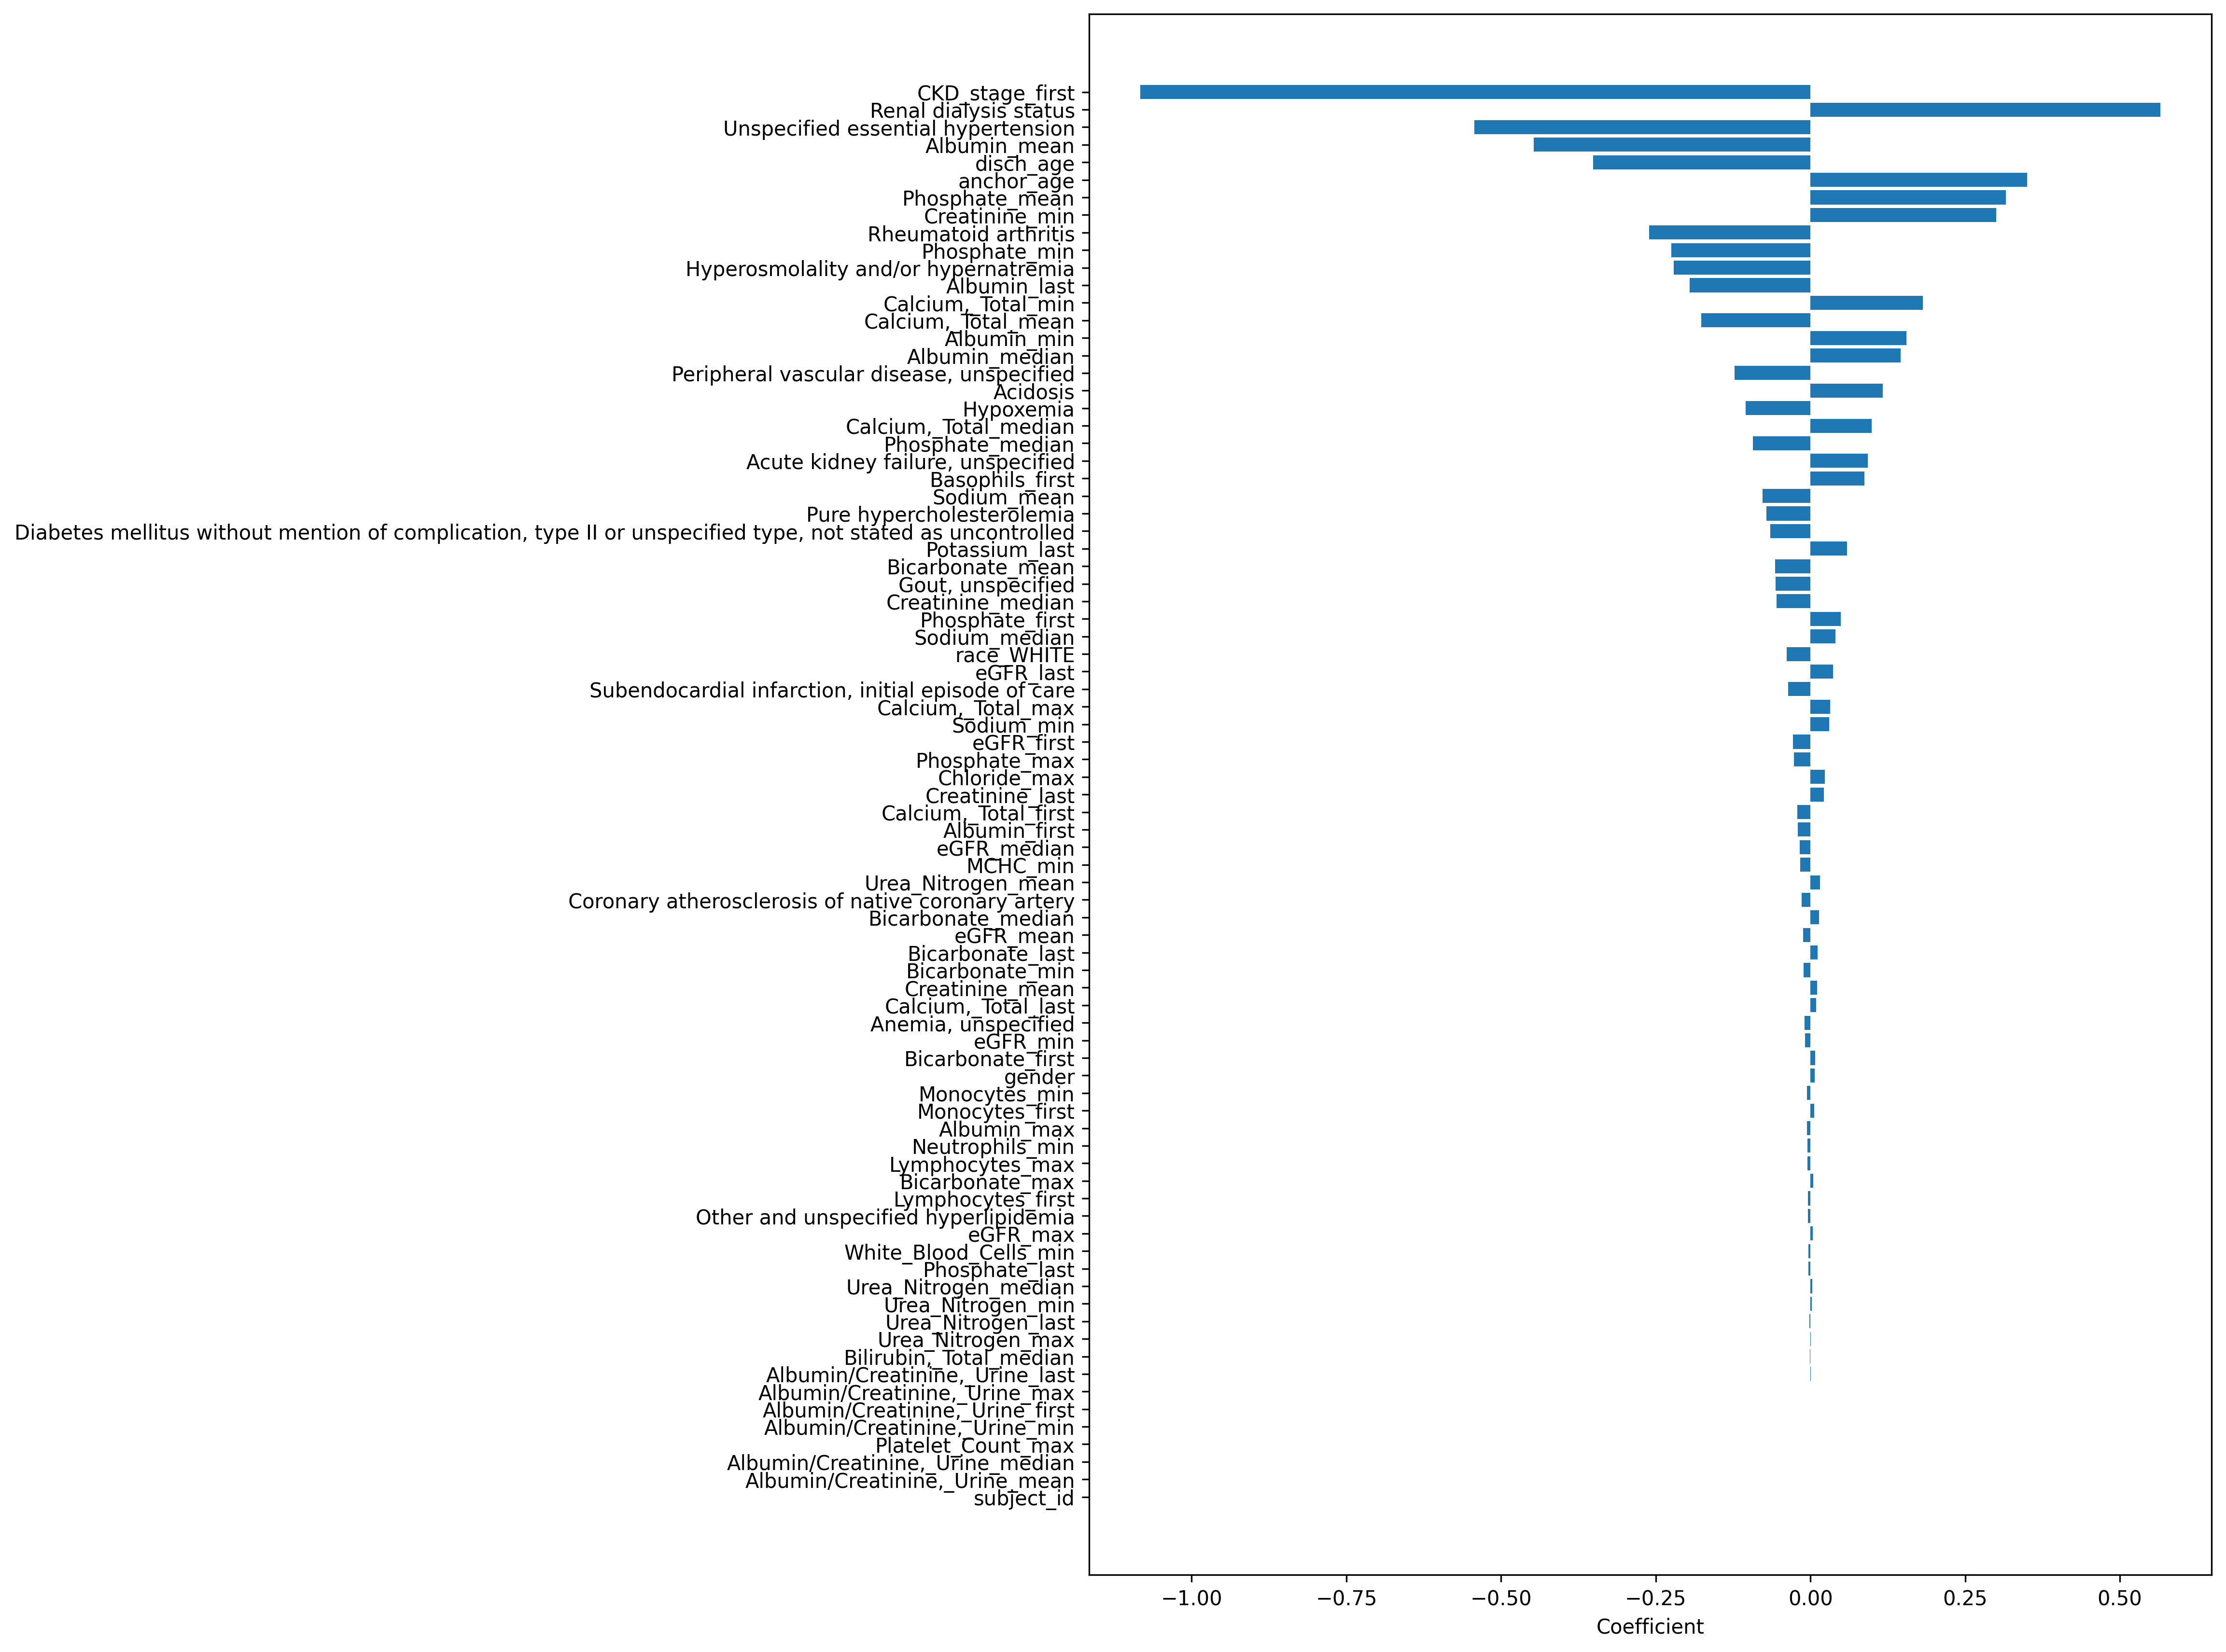 CKD_stage_first
Renal dialysis status
Unspecified essential hypertension
Albumin_mean
disch_age
anchor_age
Phosphate_mean
Creatinine_min
Rheumatoid arthritis
Phosphate_min
Hyperosmolality and/or hypernatremia
Albumin_last
Calcium,_Total_min
Calcium,_Total_mean
Albumin_min
Albumin_median
Peripheral vascular disease, unspecified
Acidosis
Hypoxemia
Calcium,_Total_median
Phosphate_median
Acute kidney failure, unspecified
Basophils_first
Sodium_mean
Pure hypercholesterolemia
Diabetes mellitus without mention of complication, type II or unspecified type, not stated as uncontrolled
Potassium_last
Bicarbonate_mean
Gout, unspecified
Creatinine_median
Phosphate_first
Sodium_median
race_WHITE
eGFR_last
Subendocardial infarction, initial episode of care
Calcium,_Total_max
Sodium_min
eGFR_first
Phosphate_max
Chloride_max
Creatinine_last
Calcium,_Total_first
Albumin_first
eGFR_median
MCHC_min
Urea_Nitrogen_mean
Coronary atherosclerosis of native coronary artery
Bicarbonate_median
eGFR_mean
Bicarbonate_last
Bicarbonate_min
Creatinine_mean
Calcium,_Total_last
Anemia, unspecified
eGFR_min
Bicarbonate_first
gender
Monocytes_min
Monocytes_first
Albumin_max
Neutrophils_min
Lymphocytes_max
Bicarbonate_max
Lymphocytes_first
Other and unspecified hyperlipidemia
eGFR_max
White_Blood_Cells_min
Phosphate_last
Urea_Nitrogen_median
Urea_Nitrogen_min
Urea_Nitrogen_last
Urea_Nitrogen_max
Bilirubin,_Total_median
Albumin/Creatinine,_Urine_last
Albumin/Creatinine,_Urine_max
Albumin/Creatinine,_Urine_first
Albumin/Creatinine,_Urine_min
Platelet_Count_max
Albumin/Creatinine,_Urine_median
Albumin/Creatinine,_Urine_mean
subject_id
−1.00 −0.75 −0.50 −0.25 0.00 0.25 0.50
Coefficient